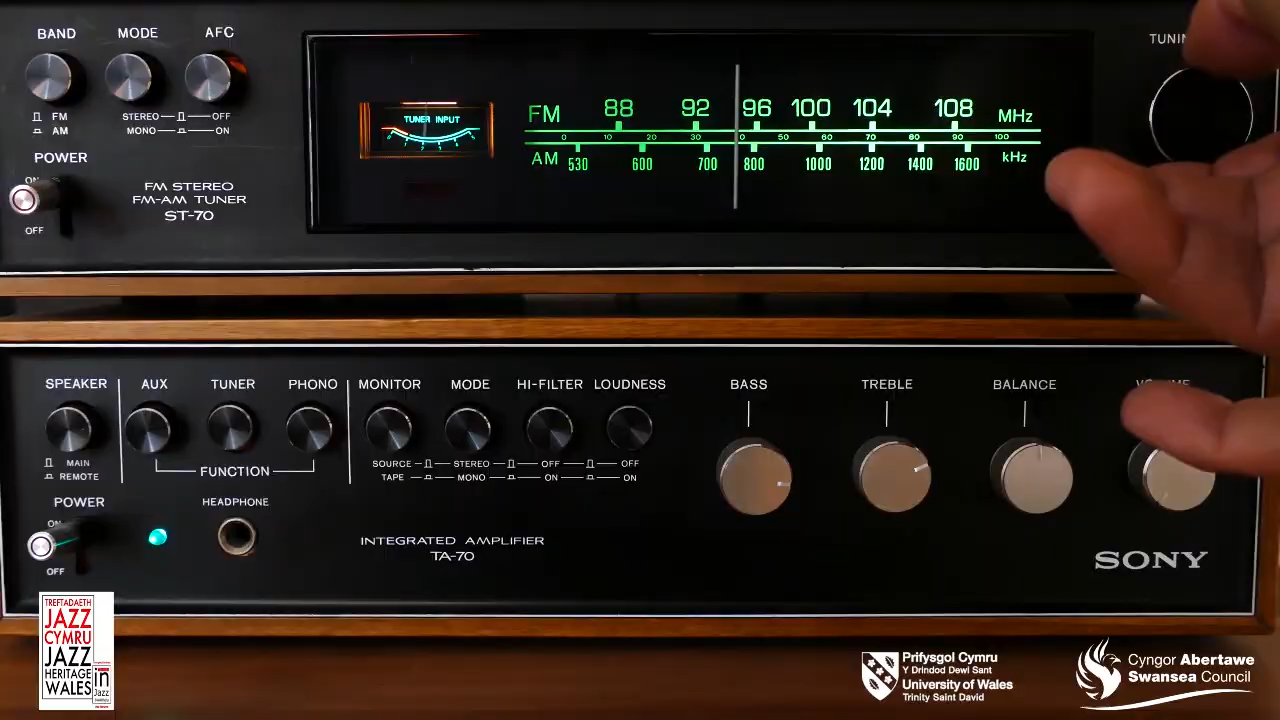 BAND MODE AFC
FM STEREO OFF
AM MONO ON
POWER
ON
OFF
FM STEREO
FM-AM TUNER
ST-70
TUNER INPUT
FM 88 92 96 100 104 108 MHz
0 10 20 30 0 50 60 70 80 90 100
AM 530 600 700 800 1000 1200 1400 1600 kHz
SPEAKER AUX TUNER PHONO MONITOR MODE HI-FILTER LOUDNESS BASS TREBLE BALANCE
MAIN FUNCTION SOURCE STEREO OFF OFF
REMOTE TAPE MONO ON ON
POWER HEADPHONE
ON
OFF
INTEGRATED AMPLIFIER
TA-70
SONY
TREFTADAETH
JAZZ
CYMRU
JAZZ
HERITAGE
WALES
in
Jazz
Prifysgol Cymru
Y Drindod Dewi Sant
University of Wales
Trinity Saint David
Cyngor Abertawe
Swansea Council